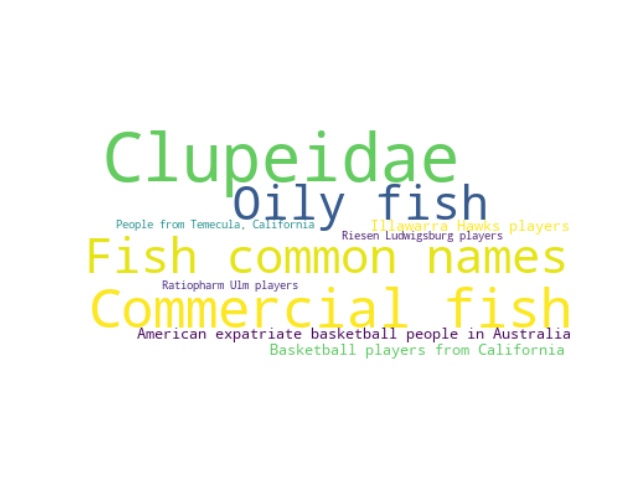 Clupeidae
Oily fish
People from Temecula, California
Illawarra Hawks players
Riesen Ludwigsburg players
Fish common names
Ratiopharm Ulm players
Commercial fish
American expatriate basketball people in Australia
Basketball players from California